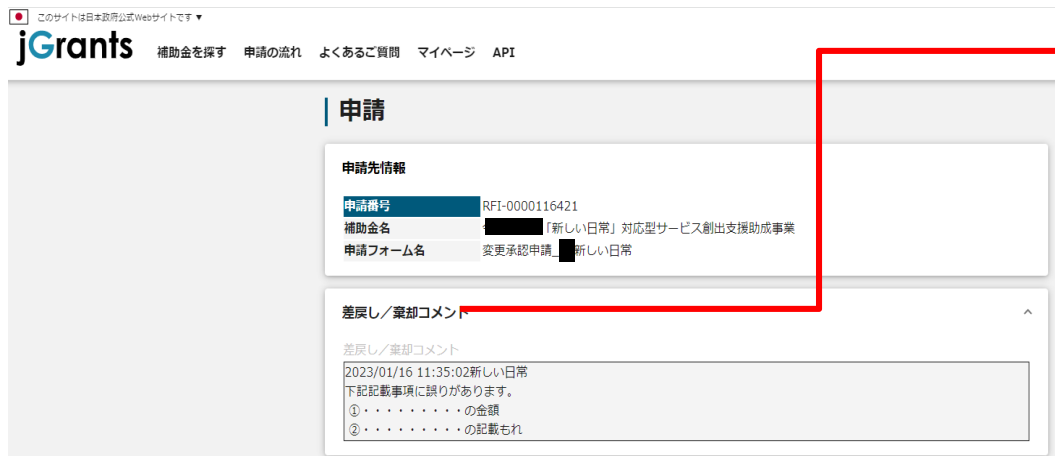 このサイトは日本政府公式Webサイトです ▼
jGrants 補助金を探す 申請の流れ よくあるご質問 マイページ API
申請
申請先情報
申請番号 RFI-0000116421
補助金名 「新しい日常」対応型サービス創出支援助成事業
申請フォーム名 変更承認申請_ 新しい日常
差戻し／棄却コメント
差戻し／棄却コメント
2023/01/16 11:35:02新しい日常
下記記載事項に誤りがあります。
①・・・・・・・・・の金額
②・・・・・・・・・の記載もれ